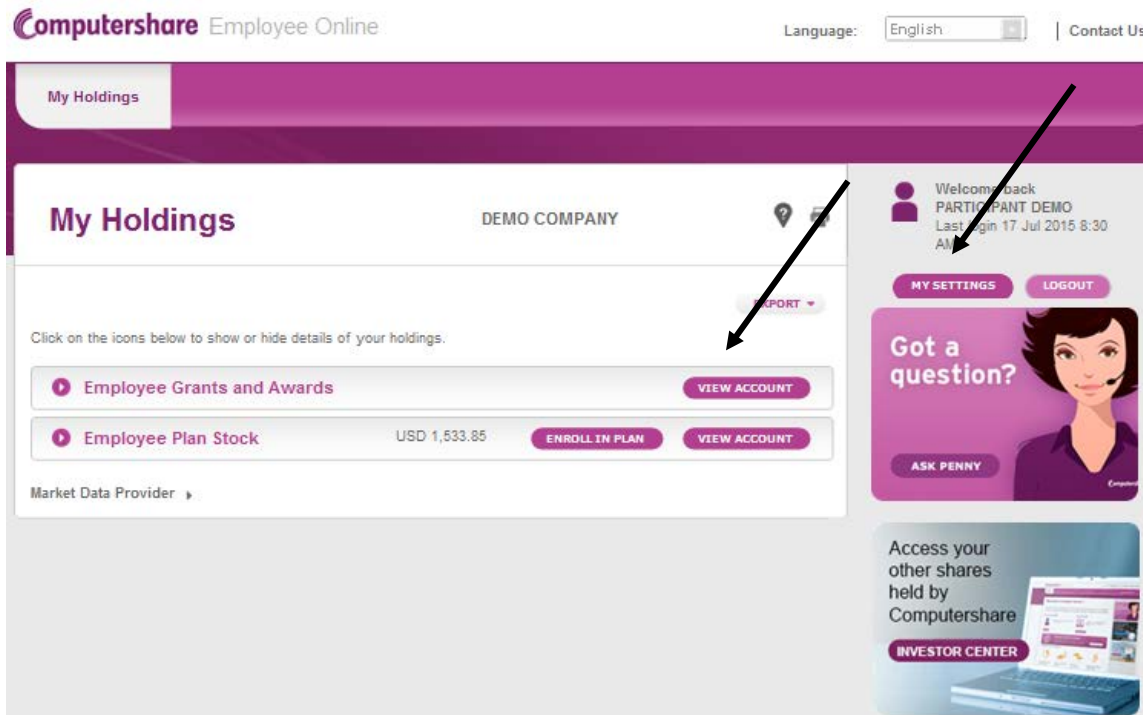 Computershare Employee Online
Language: English | Contact Us
My Holdings
My Holdings
DEMO COMPANY
Welcome back
PARTICIPANT DEMO
Last login 17 Jul 2015 8:30
AM
MY SETTINGS LOGOUT
EXPORT
Click on the icons below to show or hide details of your holdings.
Employee Grants and Awards VIEW ACCOUNT
Employee Plan Stock USD 1,533.85 ENROLL IN PLAN VIEW ACCOUNT
Market Data Provider
Got a
question?
ASK PENNY
Access your
other shares
held by
Computershare
INVESTOR CENTER